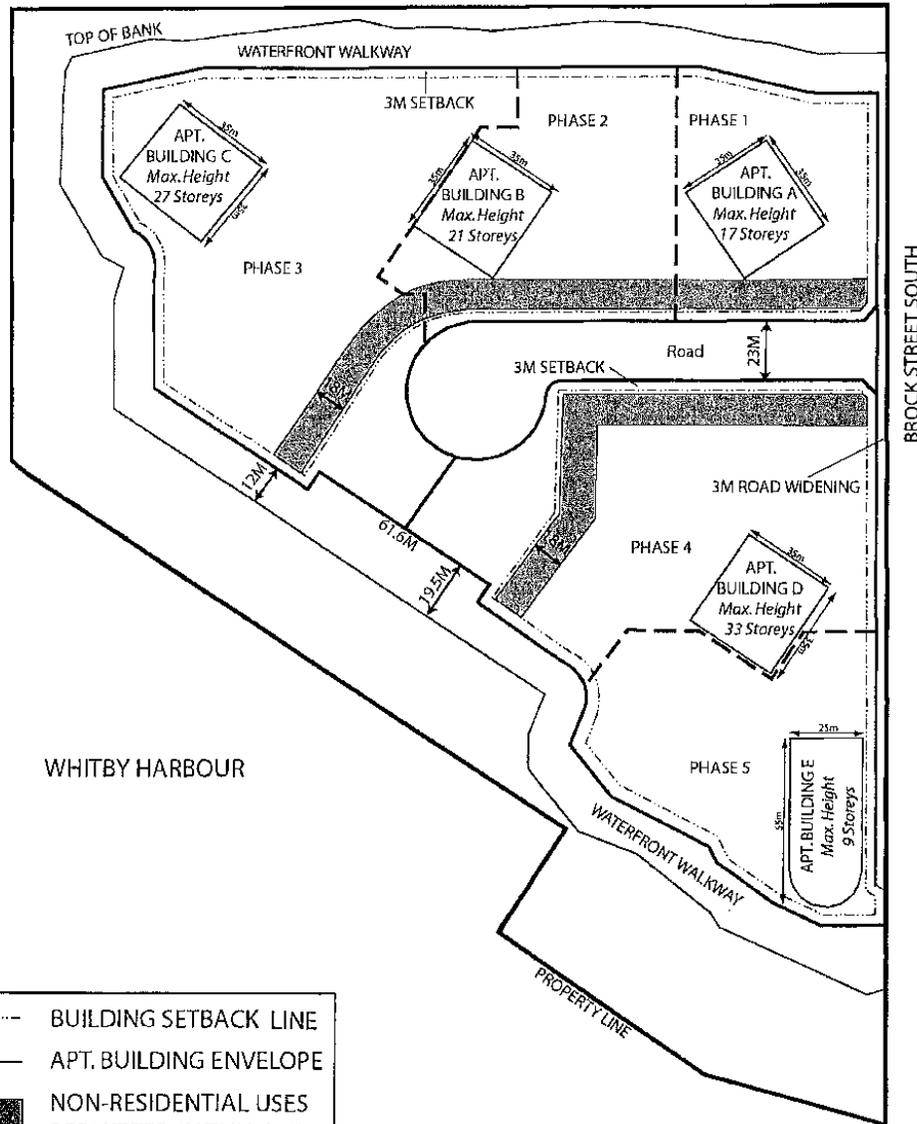 TOP OF BANK
WATERFRONT WALKWAY
3M SETBACK
PHASE 2
PHASE 1
35m
APT.
BUILDING C
Max. Height
27 Storeys
35m
35m
35m
APT.
BUILDING B
Max. Height
21 Storeys
35m
35m
APT.
BUILDING A
Max. Height
17 Storeys
PHASE 3
BROCK STREET SOUTH
Road
23M
3M SETBACK
12M
3M ROAD WIDENING
61.6M
19.5M
PHASE 4
35m
APT.
BUILDING D
Max. Height
33 Storeys
35m
WHITBY HARBOUR
PHASE 5
25m
55m
APT. BUILDING E
Max. Height
9 Storeys
WATERFRONT WALKWAY
PROPERTY LINE
BUILDING SETBACK LINE
APT. BUILDING ENVELOPE
NON-RESIDENTIAL USES